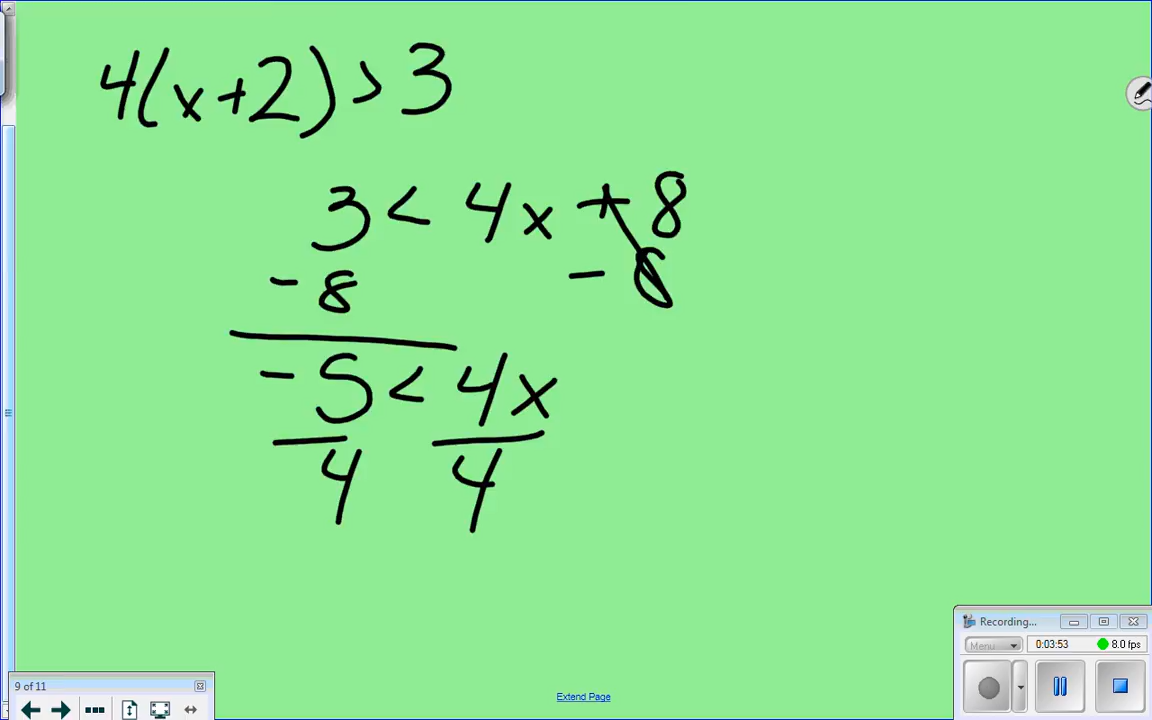 4(x+2) > 3
3 < 4x + 8
- 8 - 8
- 5 < 4x
4 4
Recording...
Menu
0:03:53
8.0 fps
9 of 11
Extend Page